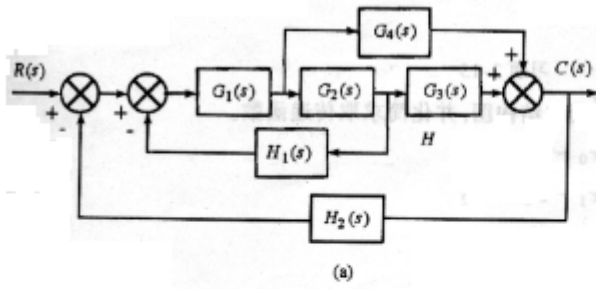 G₄(s)
R(s) + C(s)
+ + +
G₁(s) G₂(s) G₃(s)
- -
H₁(s) H
H₂(s)
(a)